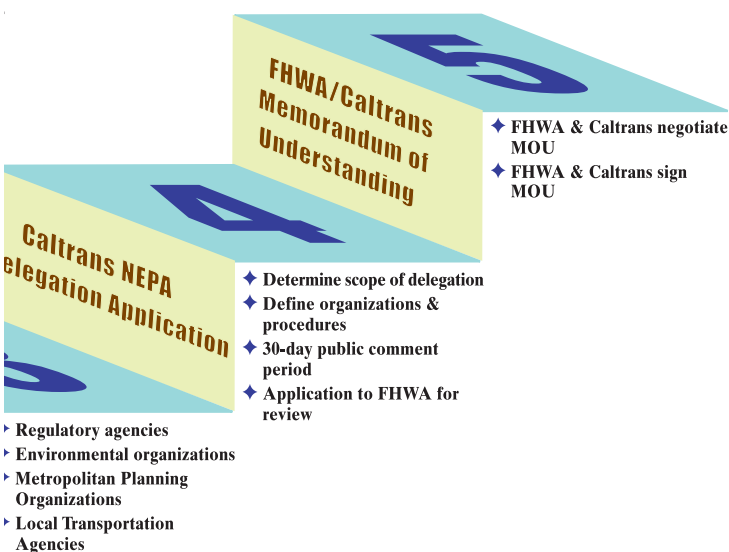 5
FHWA/Caltrans
Memorandum of
Understanding
✦ FHWA & Caltrans negotiate
MOU
✦ FHWA & Caltrans sign
MOU
4
Caltrans NEPA
elegation Application
✦ Determine scope of delegation
✦ Define organizations &
procedures
✦ 30-day public comment
period
✦ Application to FHWA for
review
Regulatory agencies
Environmental organizations
Metropolitan Planning
Organizations
Local Transportation
Agencies